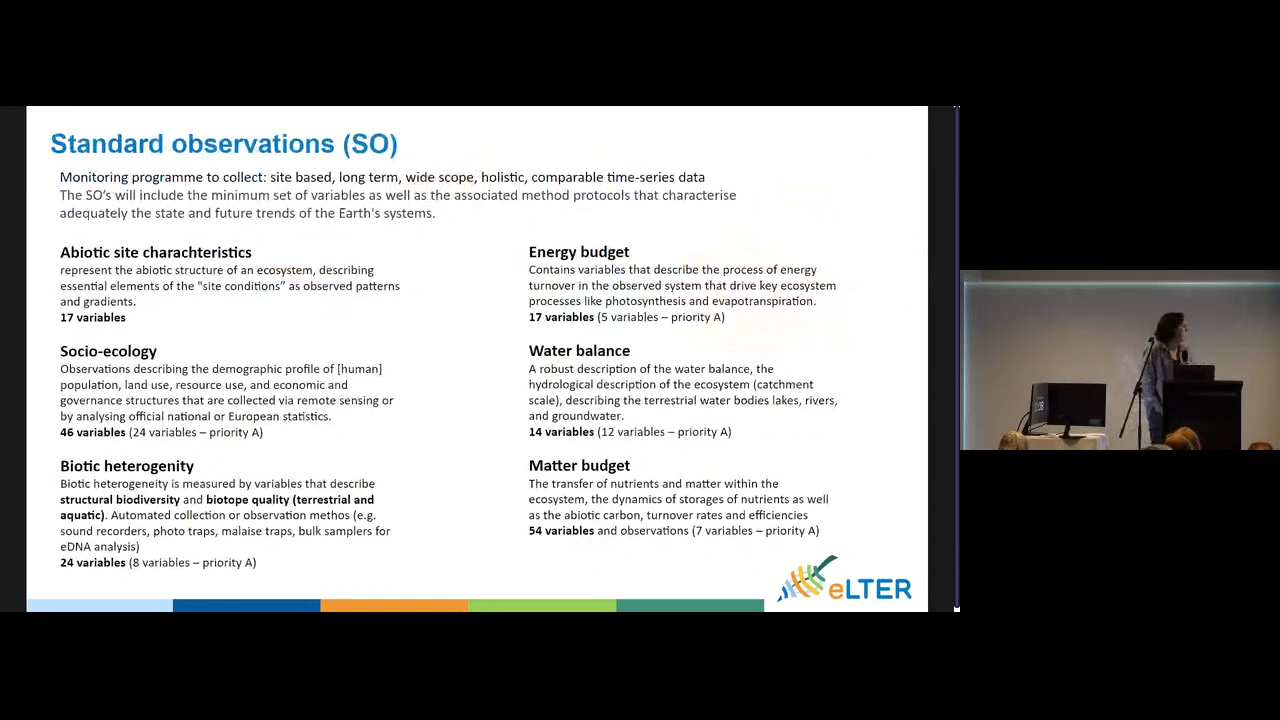 Standard observations (SO)
Monitoring programme to collect: site based, long term, wide scope, holistic, comparable time-series data
The SO's will include the minimum set of variables as well as the associated method protocols that characterise
adequately the state and future trends of the Earth's systems.
Abiotic site charachteristics
represent the abiotic structure of an ecosystem, describing
essential elements of the "site conditions” as observed patterns
and gradients.
17 variables
Socio-ecology
Observations describing the demographic profile of [human]
population, land use, resource use, and economic and
governance structures that are collected via remote sensing or
by analysing official national or European statistics.
46 variables (24 variables – priority A)
Biotic heterogenity
Biotic heterogeneity is measured by variables that describe
structural biodiversity and biotope quality (terrestrial and
aquatic). Automated collection or observation methos (e.g.
sound recorders, photo traps, malaise traps, bulk samplers for
eDNA analysis)
24 variables (8 variables – priority A)
Energy budget
Contains variables that describe the process of energy
turnover in the observed system that drive key ecosystem
processes like photosynthesis and evapotranspiration.
17 variables (5 variables – priority A)
Water balance
A robust description of the water balance, the
hydrological description of the ecosystem (catchment
scale), describing the terrestrial water bodies lakes, rivers,
and groundwater.
14 variables (12 variables – priority A)
Matter budget
The transfer of nutrients and matter within the
ecosystem, the dynamics of storages of nutrients as well
as the abiotic carbon, turnover rates and efficiencies
54 variables and observations (7 variables – priority A)
eLTER